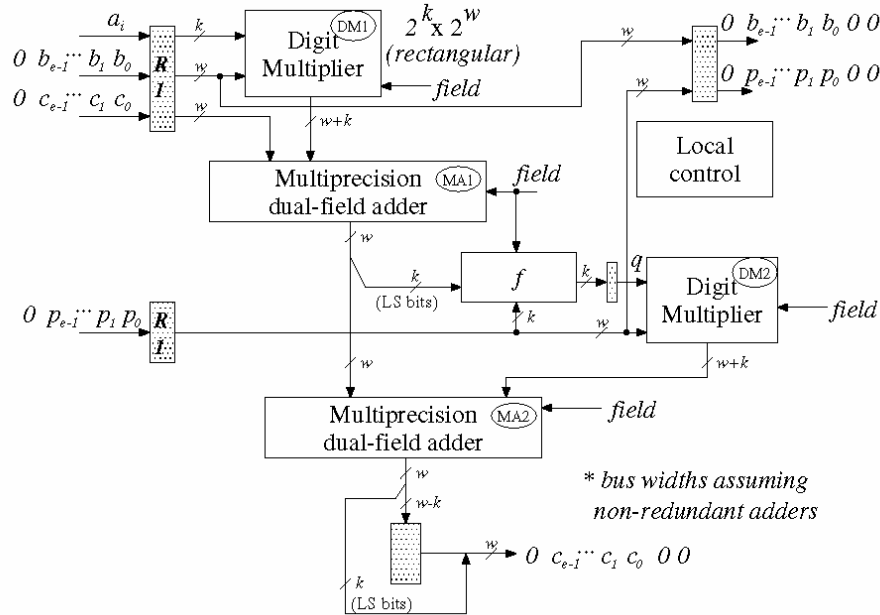 a_i
k
DM1
Digit
Multiplier
2^k x 2^w
(rectangular)
w
0 b_{e-1}... b_1 b_0 0 0
0 b_{e-1}... b_1 b_0
R
1
w
field
0 p_{e-1}... p_1 p_0 0 0
0 c_{e-1}... c_1 c_0
w
w+k
w
Local
control
Multiprecision
dual-field adder
MA1
field
w
k
(LS bits)
f
k
q
DM2
Digit
Multiplier
field
0 p_{e-1}... p_1 p_0
R
1
k
w
w
w+k
Multiprecision
dual-field adder
MA2
field
w
w-k
* bus widths assuming
non-redundant adders
w
0 c_{e-1}... c_1 c_0 0 0
k
(LS bits)